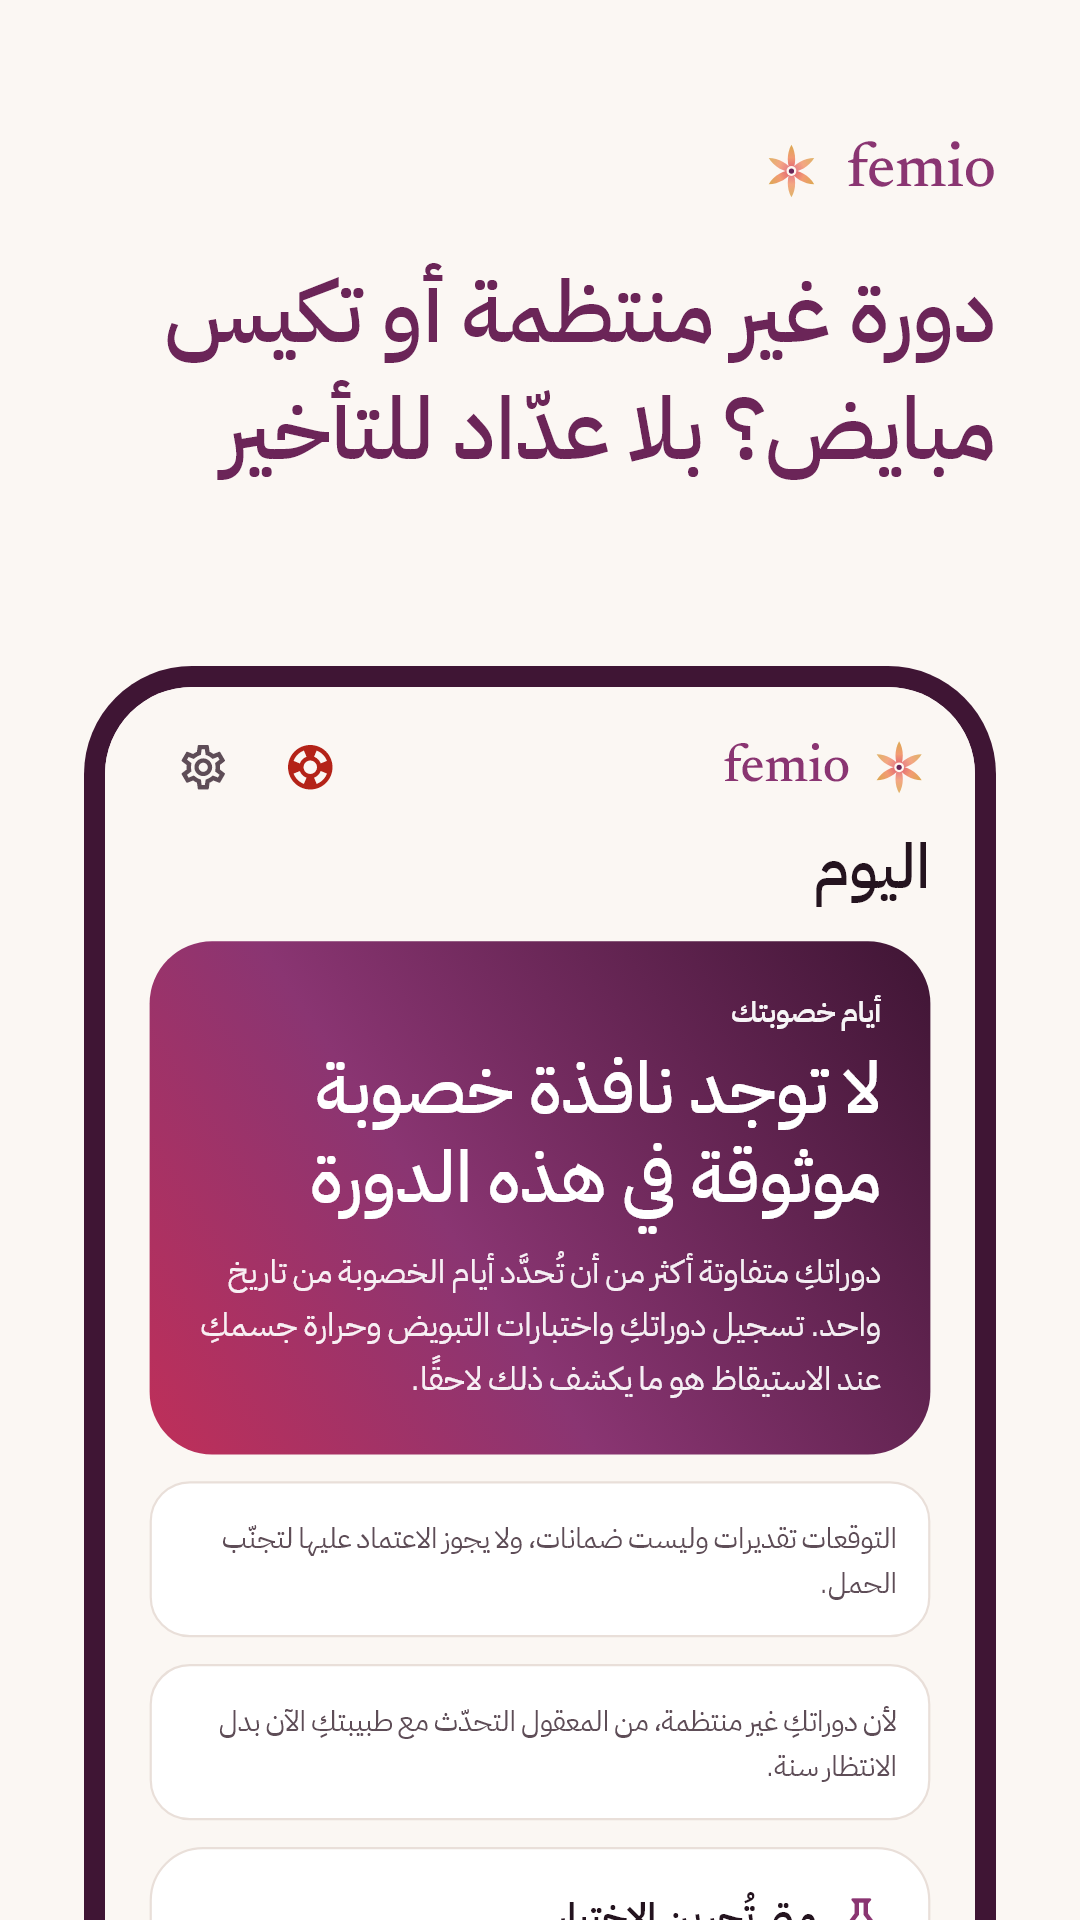 femio
دورة غير منتظمة أو تكيس
مبايض؟ بلا عدّاد للتأخير
femio
اليوم
أيام خصوبتك
لا توجد نافذة خصوبة
موثوقة في هذه الدورة
دوراتكِ متفاوتة أكثر من أن تُحدَّد أيام الخصوبة من تاريخ
واحد. تسجيل دوراتكِ واختبارات التبويض وحرارة جسمكِ
عند الاستيقاظ هو ما يكشف ذلك لاحقًا.
التوقعات تقديرات وليست ضمانات، ولا يجوز الاعتماد عليها لتجنّب
الحمل.
لأن دوراتكِ غير منتظمة، من المعقول التحدّث مع طبيبتكِ الآن بدل
الانتظار سنة.